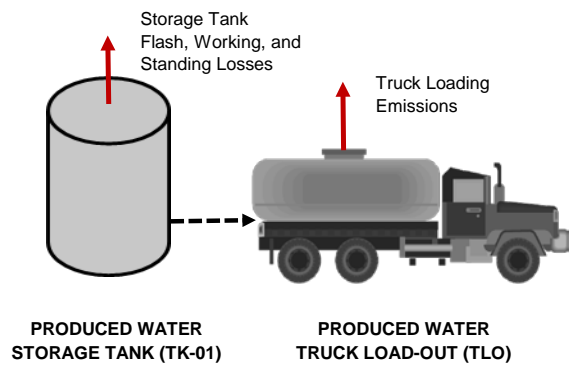 Storage Tank
Flash, Working, and
Standing Losses
Truck Loading
Emissions
PRODUCED WATER
STORAGE TANK (TK-01)
PRODUCED WATER
TRUCK LOAD-OUT (TLO)